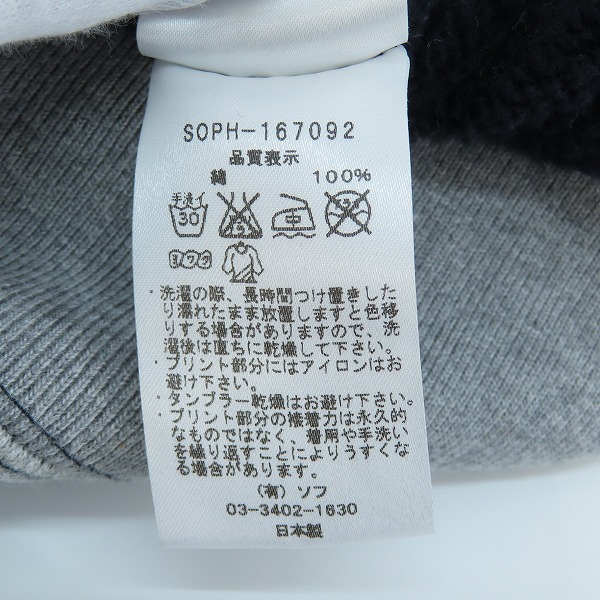 SOPH-167092
品質表示
綿 100%
手洗イ
30
中
ヨワク
・洗濯の際、長時間つけ置きした
り濡れたまま放置しますと色移
りする場合がありますので、洗
濯後は直ちに乾燥して下さい。
・プリント部分にはアイロンはお
避け下さい。
・タンブラー乾燥はお避け下さい。
・プリント部分の接着力は永久的
なものではなく、着用や手洗い
を繰り返すことによりうすくな
る場合があります。
(有)ソフ
03-3402-1630
日本製